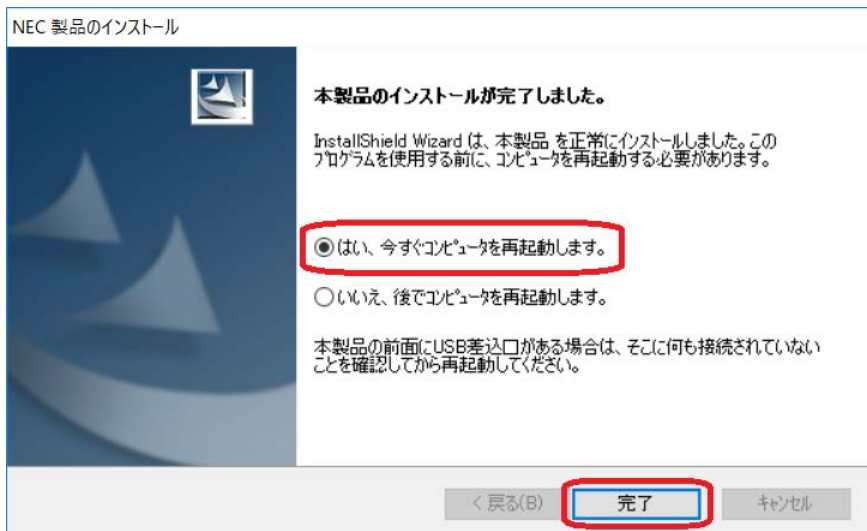 NEC 製品のインストール
本製品のインストールが完了しました。
InstallShield Wizard は、本製品 を正常にインストールしました。この
プログラムを使用する前に、コンピュータを再起動する必要があります。
はい、今すぐコンピュータを再起動します。
いいえ、後でコンピュータを再起動します。
本製品の前面にUSB差込口がある場合は、そこに何も接続されていない
ことを確認してから再起動してください。
< 戻る(B)
完了
キャンセル